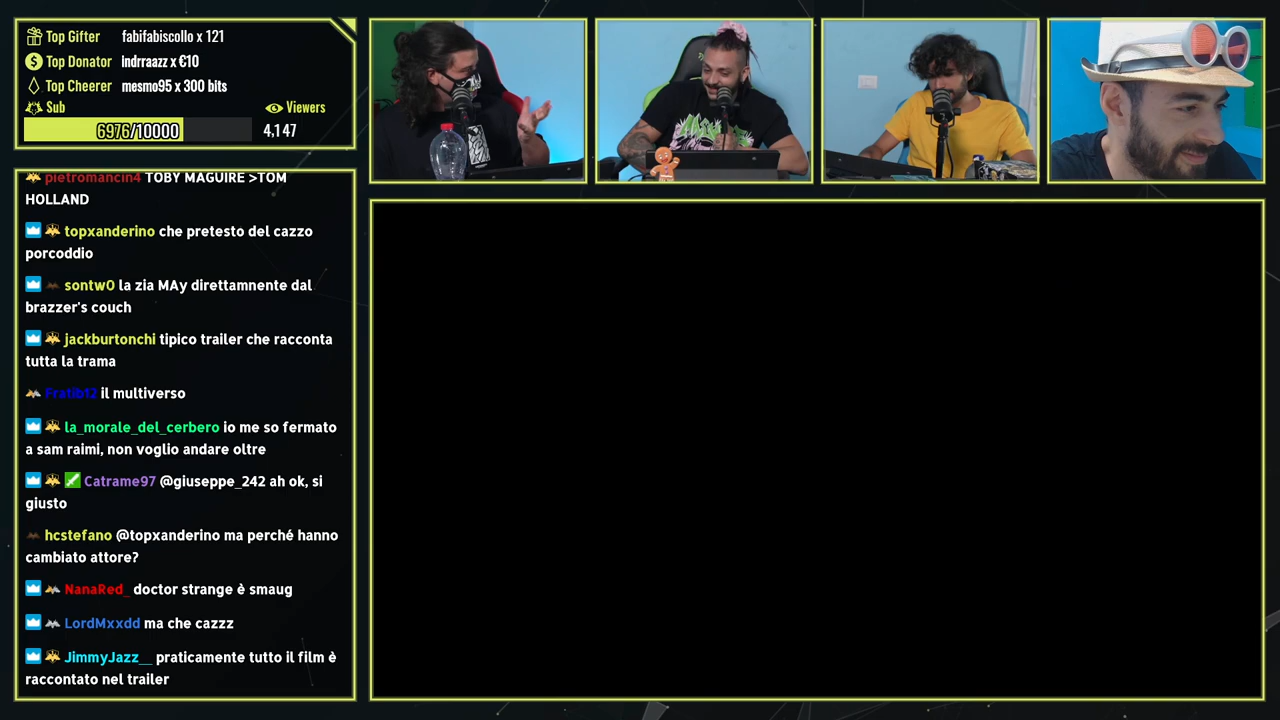 Top Gifter fabifabiscollo x 121
Top Donator indrraazz x €10
Top Cheerer mesmo95 x 300 bits
Sub Viewers
6976/10000 4,147
pietromancin4 TOBY MAGUIRE >TOM
HOLLAND
topxanderino che pretesto del cazzo
porcoddio
sontw0 la zia MAy direttamnente dal
brazzer's couch
jackburtonchi tipico trailer che racconta
tutta la trama
Fratib12 il multiverso
la_morale_del_cerbero io me so fermato
a sam raimi, non voglio andare oltre
Catrame97 @giuseppe_242 ah ok, si
giusto
hcstefano @topxanderino ma perché hanno
cambiato attore?
NanaRed_ doctor strange è smaug
LordMxxdd ma che cazzz
JimmyJazz__ praticamente tutto il film è
raccontato nel trailer